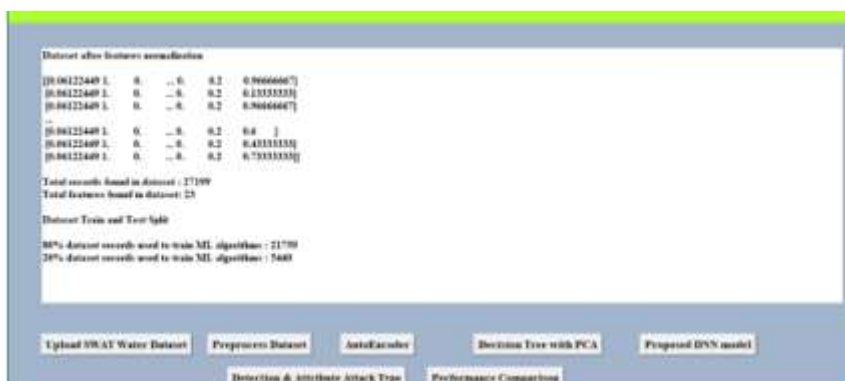 Dataset after features normalization
[[0.06122449 1. 0. ... 0. 0.2 0.96666667]
[0.06122449 1. 0. ... 0. 0.2 0.13333333]
[0.06122449 1. 0. ... 0. 0.2 0.96666667]
...
[0.06122449 1. 0. ... 0. 0.2 0.6 ]
[0.06122449 1. 0. ... 0. 0.2 0.43333333]
[0.06122449 1. 0. ... 0. 0.2 0.73333333]]
Total records found in dataset : 27199
Total features found in dataset: 23
Dataset Train and Test Split
80% dataset records used to train ML algorithms : 21759
20% dataset records used to train ML algorithms : 5440
Upload SWAT Water Dataset Preprocess Dataset AutoEncoder Decision Tree with PCA Proposed DNN model
Detection & Attribute Attack Type Performance Comparison